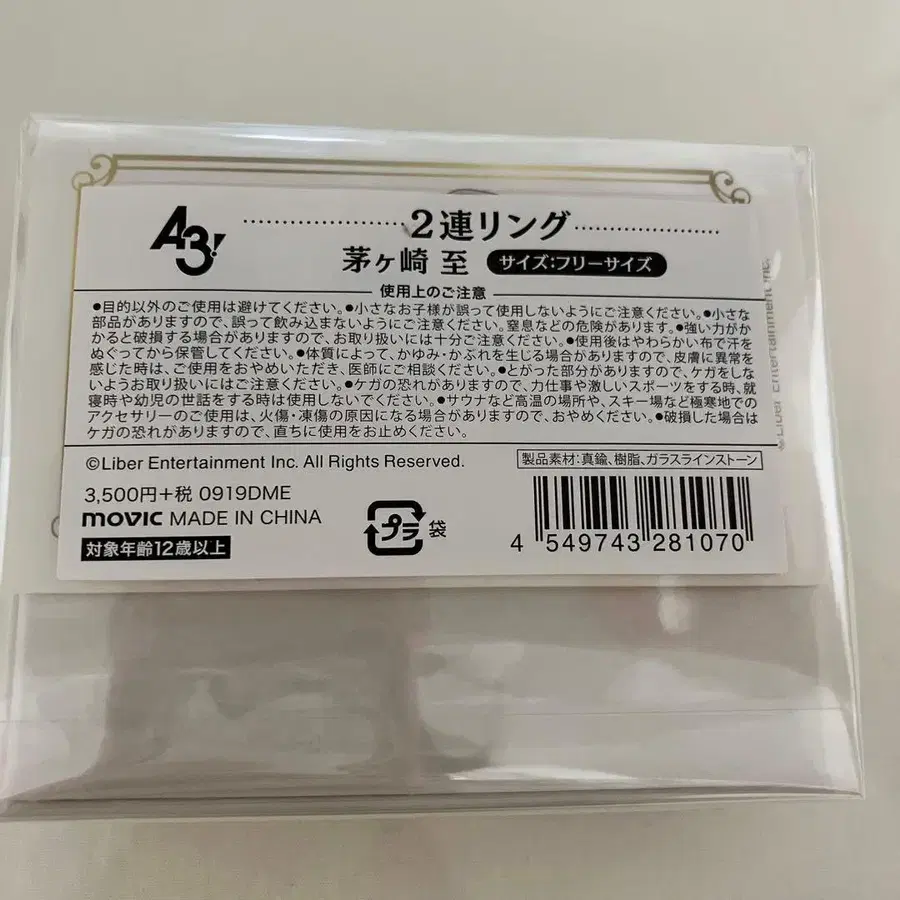 A3!
2連リング
茅ヶ崎 至 サイズ:フリーサイズ
使用上のご注意
●目的以外のご使用は避けてください。●小さなお子様が誤って使用しないようにご注意ください。●小さな
部品がありますので、誤って飲み込まないようにご注意ください。窒息などの危険があります。●強い力がか
かると破損する場合がありますので、お取り扱いには十分ご注意ください。●使用後はやわらかい布で汗を
ぬぐってから保管してください。●体質によって、かゆみ・かぶれを生じる場合がありますので、皮膚に異常を
感じた時は、ご使用をおやめいただき、医師にご相談ください。●とがった部分がありますので、ケガをしな
いようお取り扱いにはご注意ください。●ケガの恐れがありますので、力仕事や激しいスポーツをする時、就
寝時や幼児の世話をする時は使用しないでください。●サウナなど高温の場所や、スキー場など極寒地での
アクセサリーのご使用は、火傷・凍傷の原因になる場合がありますので、おやめください。●破損した場合は
ケガの恐れがありますので、直ちに使用をお止めください。
©Liber Entertainment Inc. All Rights Reserved.
製品素材:真鍮、樹脂、ガラスラインストーン
3,500円+税 0919DME
movic MADE IN CHINA
対象年齢12歳以上
プラ 袋
4 549743 281070
©Liber Entertainment Inc.